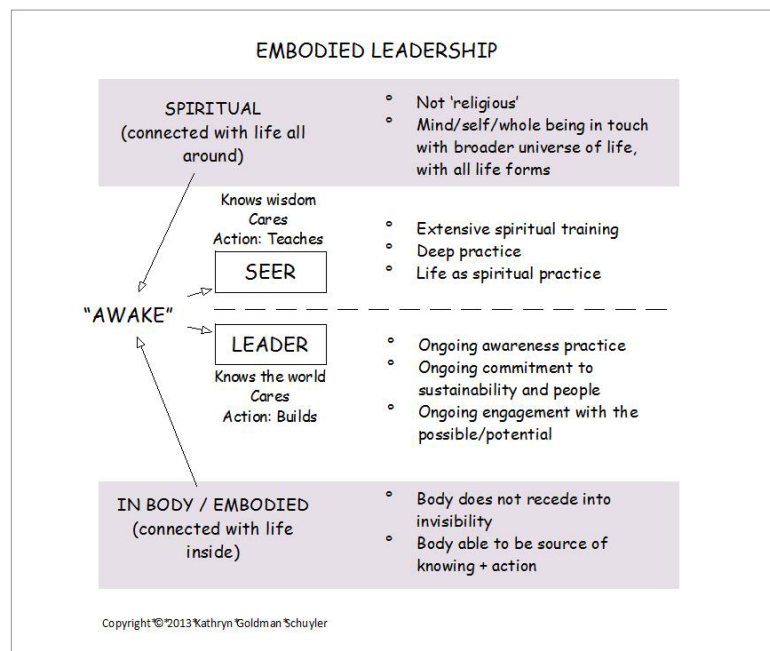 EMBODIED LEADERSHIP
SPIRITUAL
(connected with life all
around)
° Not ‘religious’
° Mind/self/whole being in touch
with broader universe of life,
with all life forms
Knows wisdom
Cares
Action: Teaches
SEER
° Extensive spiritual training
° Deep practice
° Life as spiritual practice
“AWAKE”
LEADER
Knows the world
Cares
Action: Builds
° Ongoing awareness practice
° Ongoing commitment to
sustainability and people
° Ongoing engagement with the
possible/potential
IN BODY / EMBODIED
(connected with life
inside)
° Body does not recede into
invisibility
° Body able to be source of
knowing + action
Copyright°©°2013°Kathryn°Goldman°Schuyler